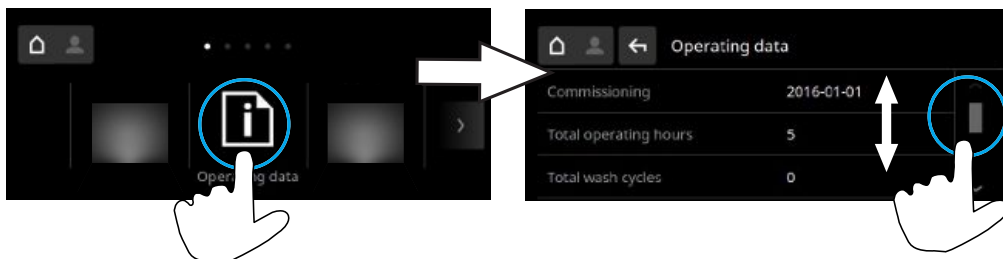 Operating data
Operating data
Commissioning 2016-01-01
Total operating hours 5
Total wash cycles 0